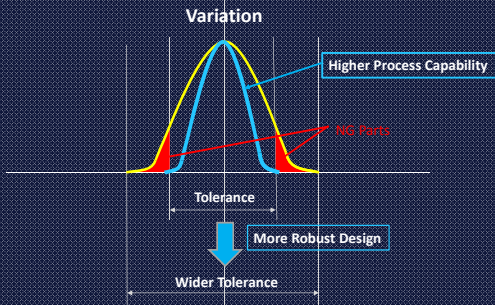 Variation
Higher Process Capability
NG Parts
Tolerance
More Robust Design
Wider Tolerance